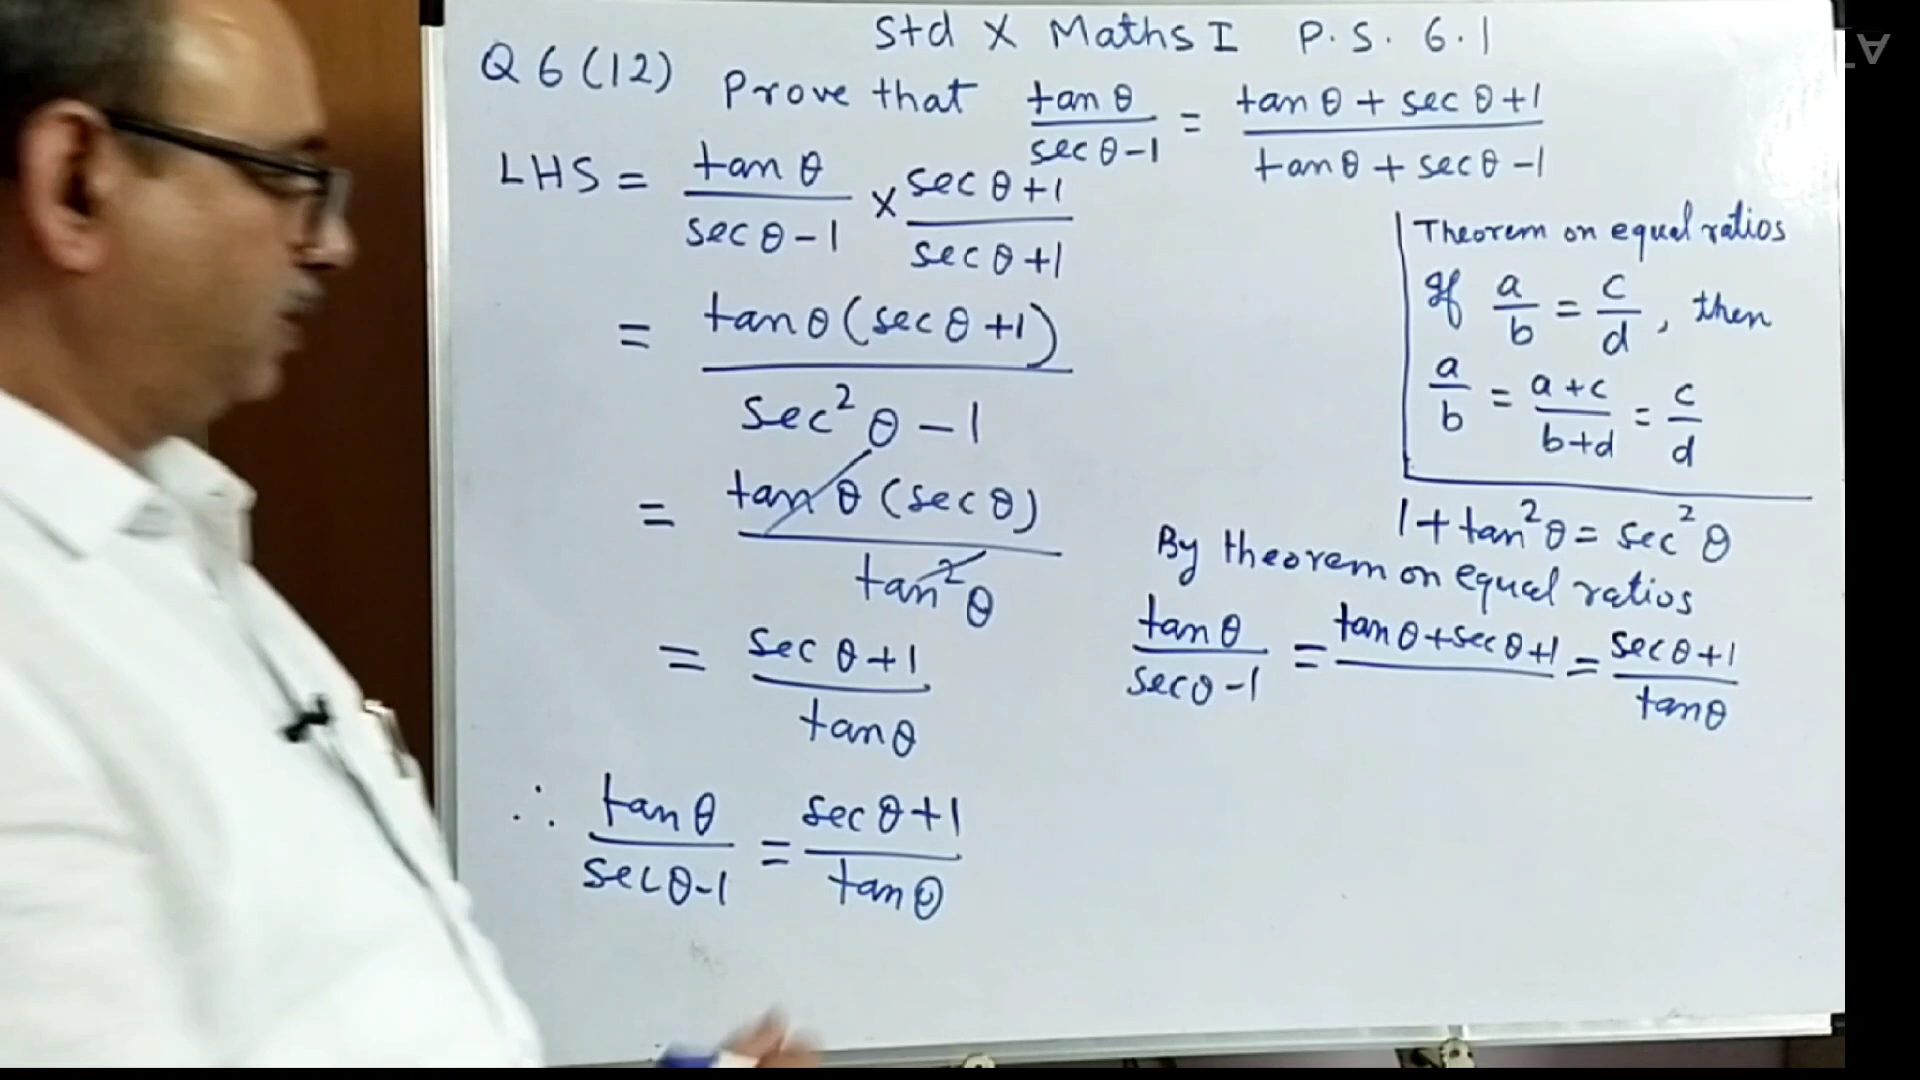 Std X Maths I P.S. 6.1
Q 6 (12) Prove that tan θ / sec θ - 1 = tan θ + sec θ + 1 / tan θ + sec θ - 1
LHS = tan θ / sec θ - 1 × sec θ + 1 / sec θ + 1
= tan θ (sec θ + 1) / sec² θ - 1
= tan θ (sec θ) / tan² θ
= sec θ + 1 / tan θ
∴ tan θ / sec θ - 1 = sec θ + 1 / tan θ
Theorem on equal ratios
If a / b = c / d , then
a / b = a + c / b + d = c / d
1 + tan² θ = sec² θ
By theorem on equal ratios
tan θ / sec θ - 1 = tan θ + sec θ + 1 / = sec θ + 1 / tan θ